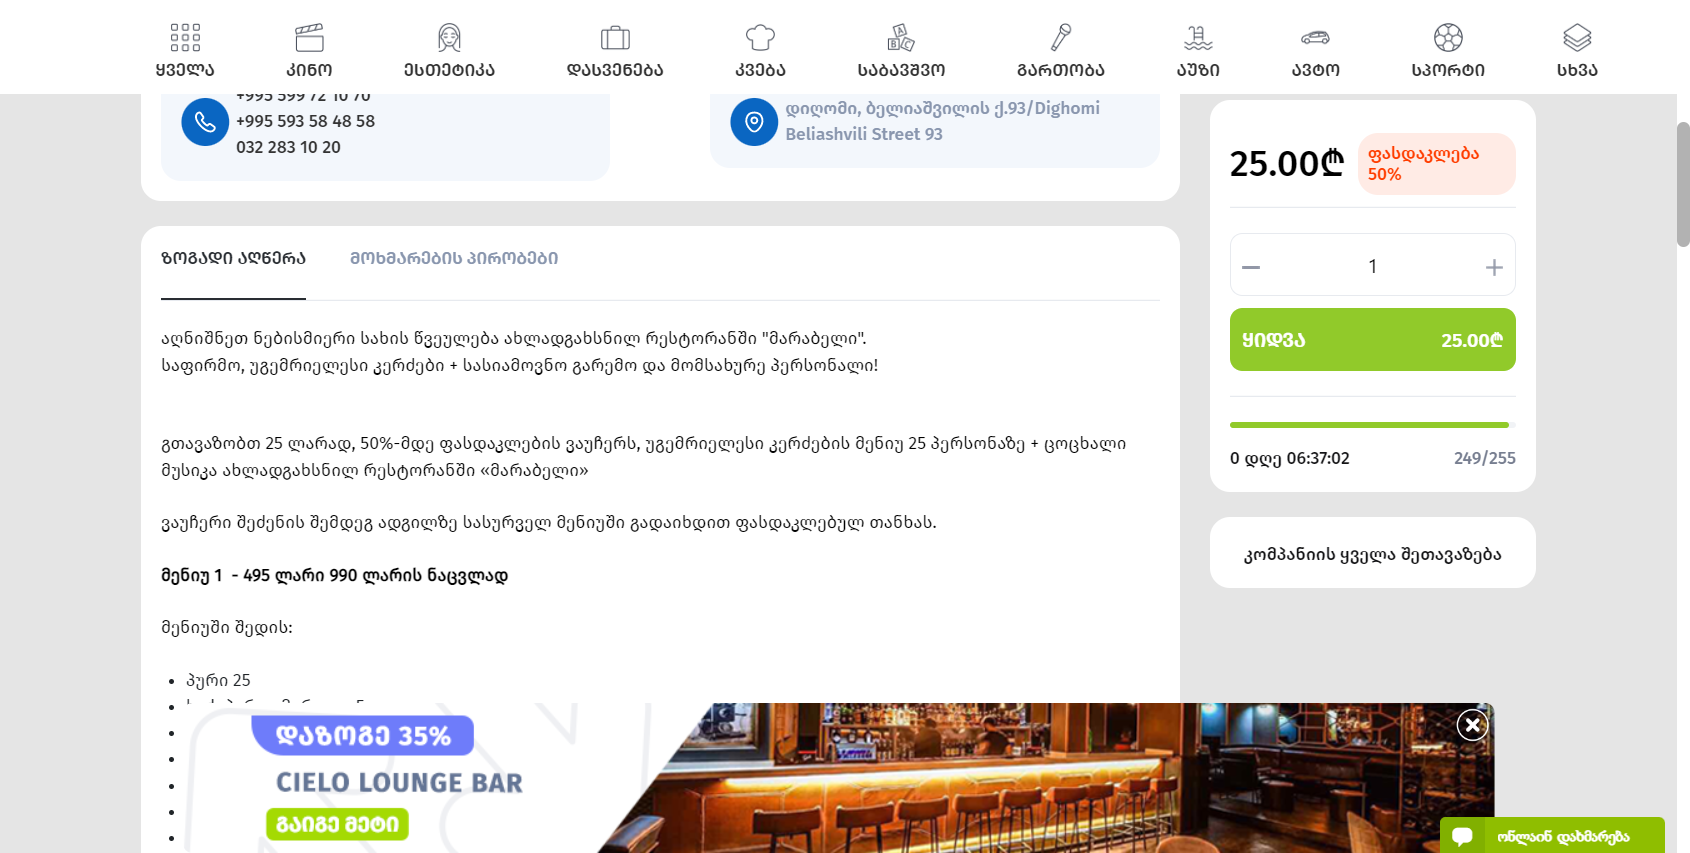 ყველა
კინო
ესთეტიკა
დასვენება
კვება
საბავშვო
გართობა
აუზი
ავტო
სპორტი
სხვა
+995 599 72 10 70
+995 593 58 48 58
032 283 10 20
დიღომი, ბელიაშვილის ქ.93/Dighomi
Beliashvili Street 93
25.00₾
ფასდაკლება
50%
1
ყიდვა 25.00₾
0 დღე 06:37:02 249/255
კომპანიის ყველა შეთავაზება
ზოგადი აღწერა
მოხმარების პირობები
აღნიშნეთ ნებისმიერი სახის წვეულება ახლადგახსნილ რესტორანში "მარაბელი".
საფირმო, უგემრიელესი კერძები + სასიამოვნო გარემო და მომსახურე პერსონალი!
გთავაზობთ 25 ლარად, 50%-მდე ფასდაკლების ვაუჩერს, უგემრიელესი კერძების მენიუ 25 პერსონაზე + ცოცხალი
მუსიკა ახლადგახსნილ რესტორანში «მარაბელი»
ვაუჩერი შეძენის შემდეგ ადგილზე სასურველ მენიუში გადაიხდით ფასდაკლებულ თანხას.
მენიუ 1 - 495 ლარი 990 ლარის ნაცვლად
მენიუში შედის:
• პური 25
დაზოგე 35%
CIELO LOUNGE BAR
გაიგე მეტი
ონლაინ დახმარება